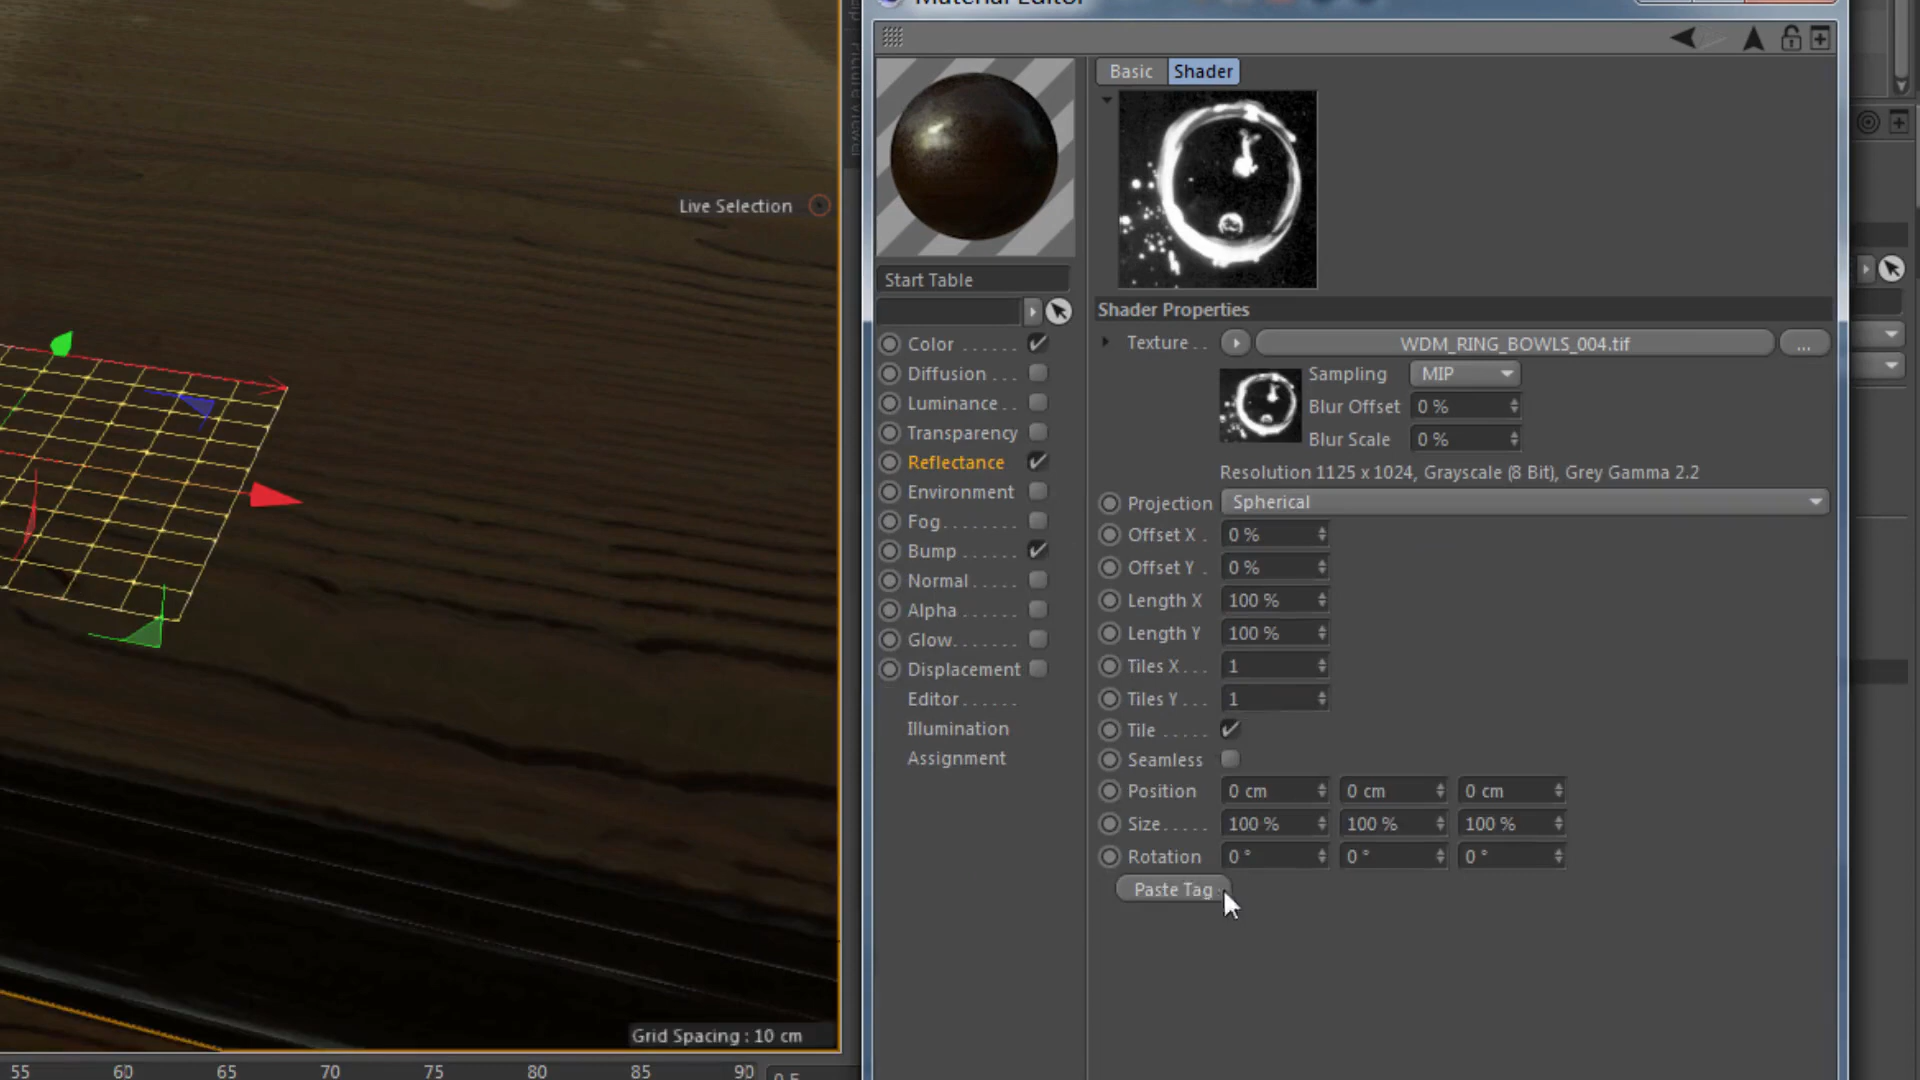 Material Editor
Basic Shader
Live Selection
Start Table
Shader Properties
Texture . . WDM_RING_BOWLS_004.tif ...
Color . . . . . .
Sampling MIP
Diffusion . . .
Luminance . .
Blur Offset 0 %
Transparency
Blur Scale 0 %
Reflectance
Resolution 1125 x 1024, Grayscale (8 Bit), Grey Gamma 2.2
Environment
Projection Spherical
Fog . . . . . . .
Offset X . 0 %
Bump . . . . . .
Offset Y . 0 %
Normal . . . . .
Length X 100 %
Alpha . . . . . .
Length Y 100 %
Glow. . . . . . .
Tiles X . . . 1
Displacement
Tiles Y . . . 1
Editor . . . . . .
Illumination
Tile . . . . . 
Assignment
Seamless
Position 0 cm 0 cm 0 cm
Size. . . . . 100 % 100 % 100 %
Rotation 0 ° 0 ° 0 °
Paste Tag
Grid Spacing : 10 cm
55 60 65 70 75 80 85 90